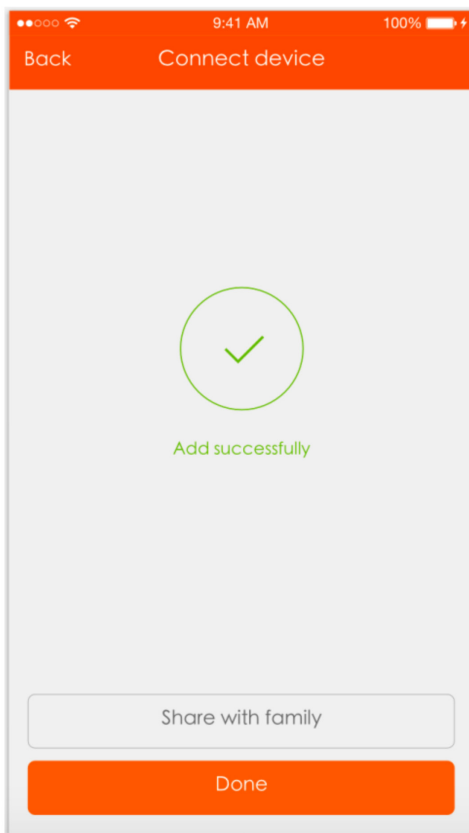 9:41 AM 100%
Back Connect device
Add successfully
Share with family
Done